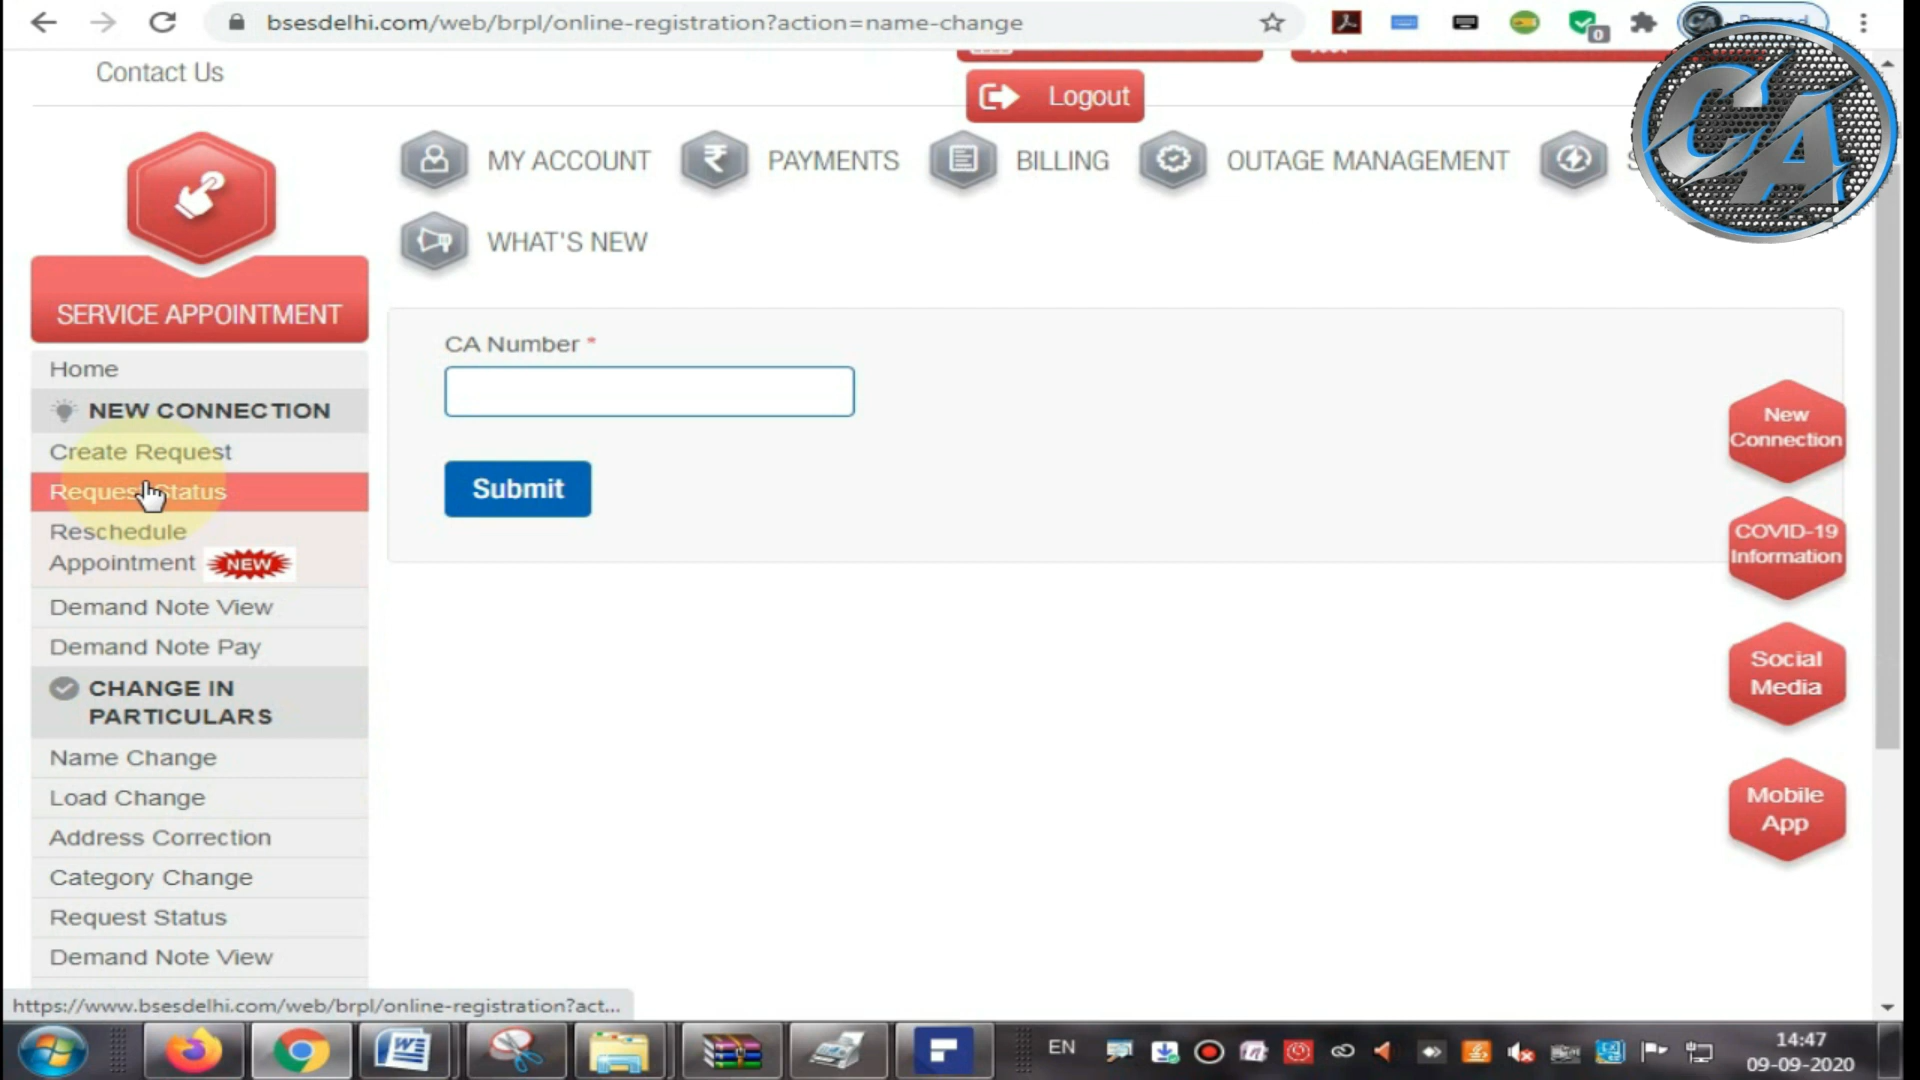 bsesdelhi.com/web/brpl/online-registration?action=name-change
0
Contact Us
Logout
CA
MY ACCOUNT
PAYMENTS
BILLING
OUTAGE MANAGEMENT
WHAT'S NEW
SERVICE APPOINTMENT
Home
NEW CONNECTION
Create Request
Request Status
Reschedule
Appointment NEW
Demand Note View
Demand Note Pay
CHANGE IN
PARTICULARS
Name Change
Load Change
Address Correction
Category Change
Request Status
Demand Note View
CA Number *
Submit
New
Connection
COVID-19
Information
Social
Media
Mobile
App
https://www.bsesdelhi.com/web/brpl/online-registration?act...
EN
14:47
09-09-2020